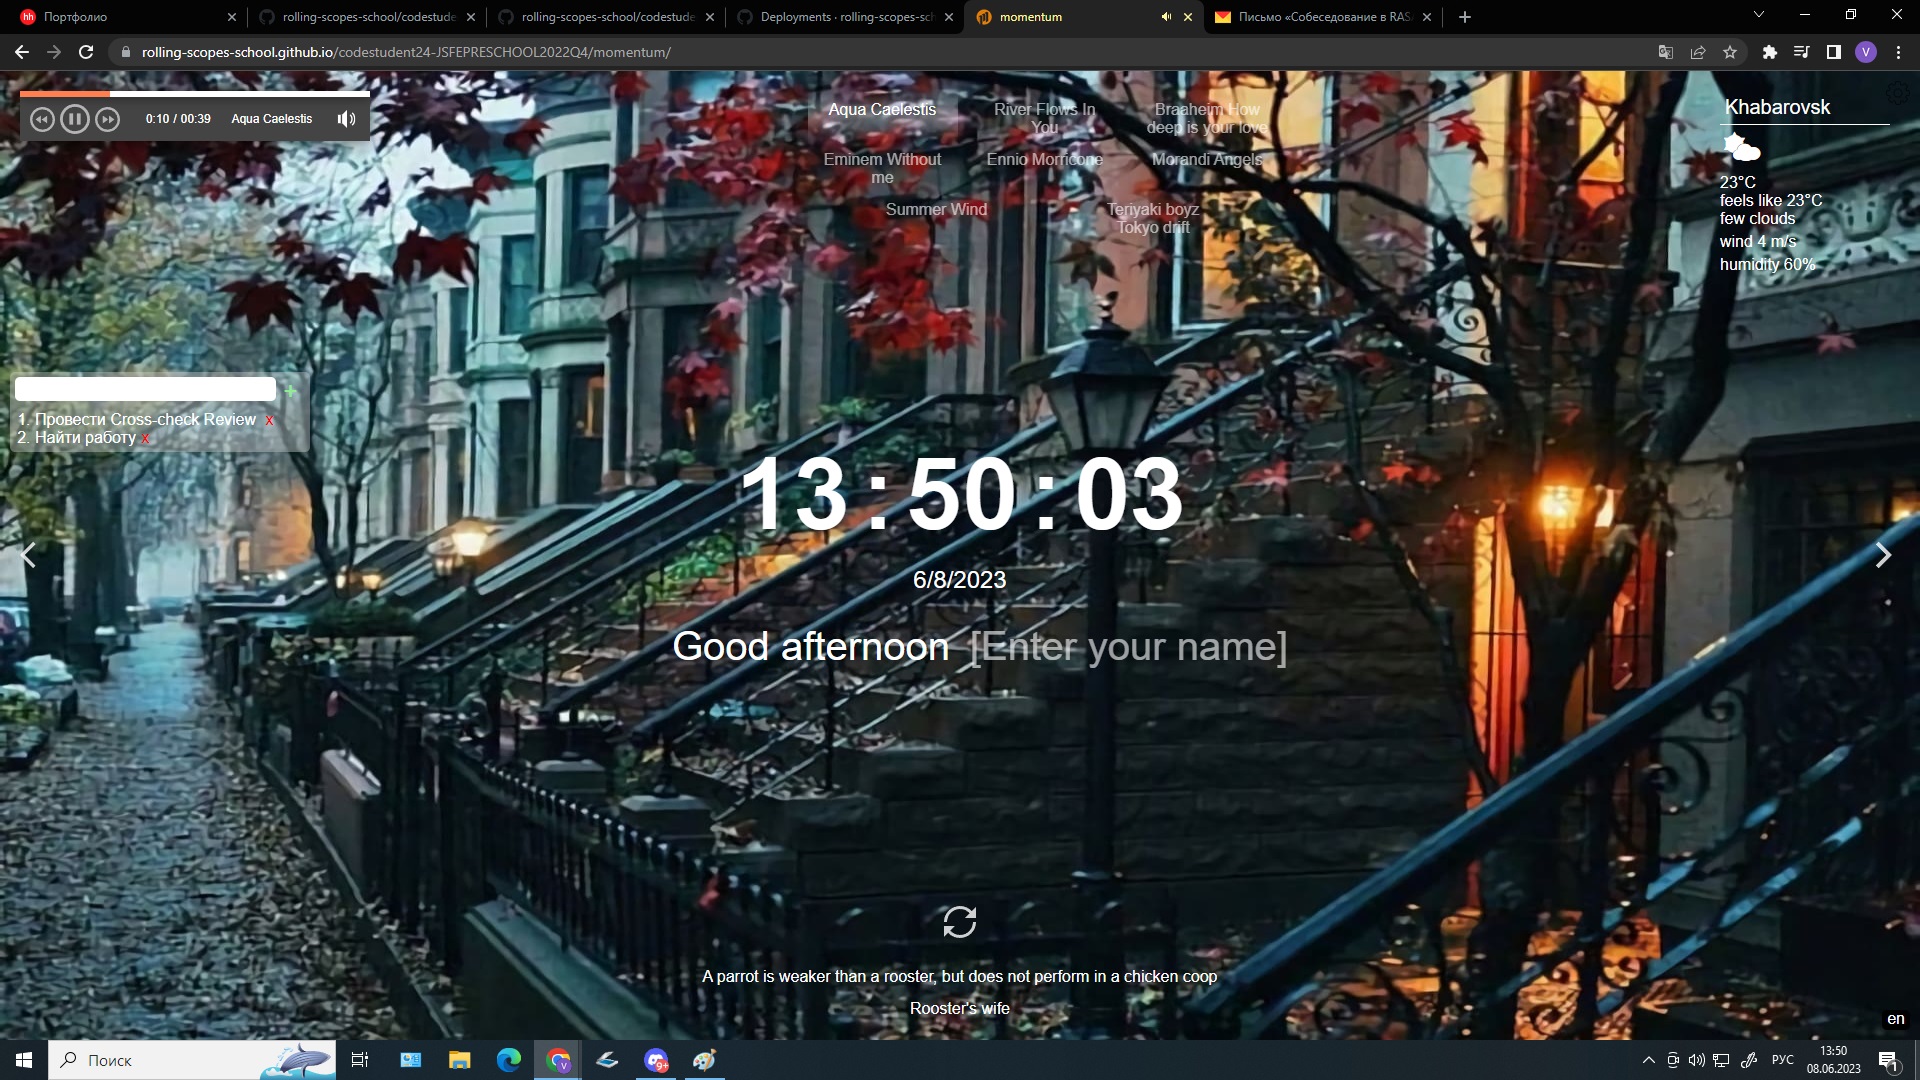 Портфолио
rolling-scopes-school/codestude
rolling-scopes-school/codestude
Deployments · rolling-scopes-sch
momentum
Письмо «Собеседование в RAS
rolling-scopes-school.github.io/codestudent24-JSFEPRESCHOOL2022Q4/momentum/
V
0:10 / 00:39
Aqua Caelestis
Aqua Caelestis
River Flows In
You
Braaheim How
deep is your love
Eminem Without
me
Ennio Morricone
Morandi Angels
Summer Wind
Teriyaki boyz
Tokyo drift
Khabarovsk
23°C
feels like 23°C
few clouds
wind 4 m/s
humidity 60%
+
1. Провести Cross-check Review x
2. Найти работу x
13:50:03
6/8/2023
Good afternoon [Enter your name]
A parrot is weaker than a rooster, but does not perform in a chicken coop
Rooster's wife
en
Поиск
V
9+
РУС
13:50
08.06.2023
1